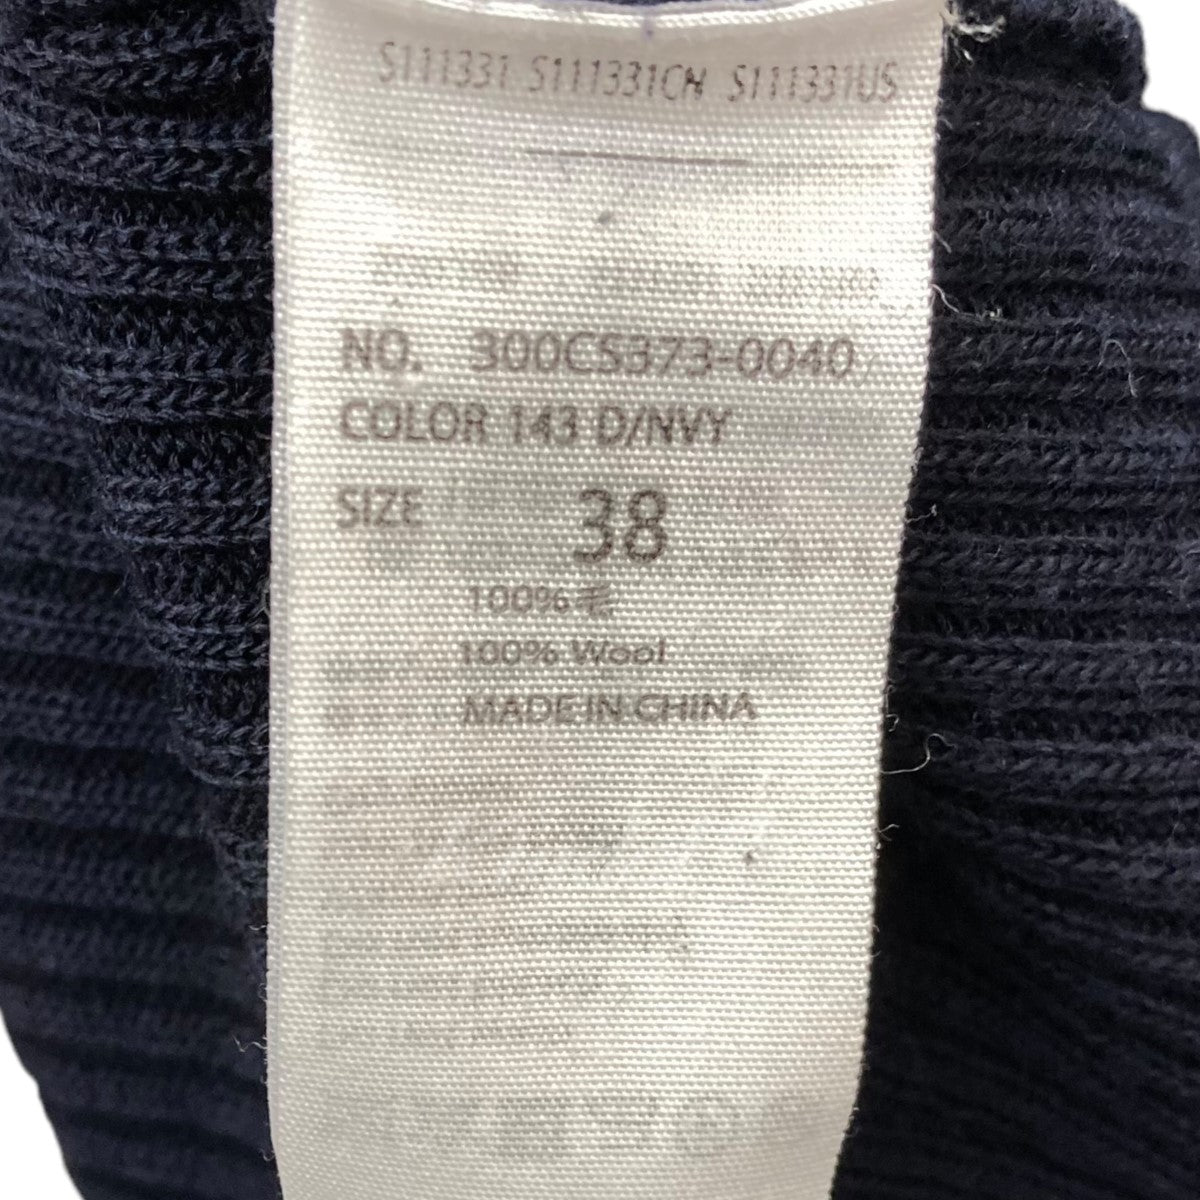 S111331 S111331CN S111331US
NO. 300CS373-0040
COLOR 143 D/NVY
SIZE 38
100%毛
100% Wool
MADE IN CHINA